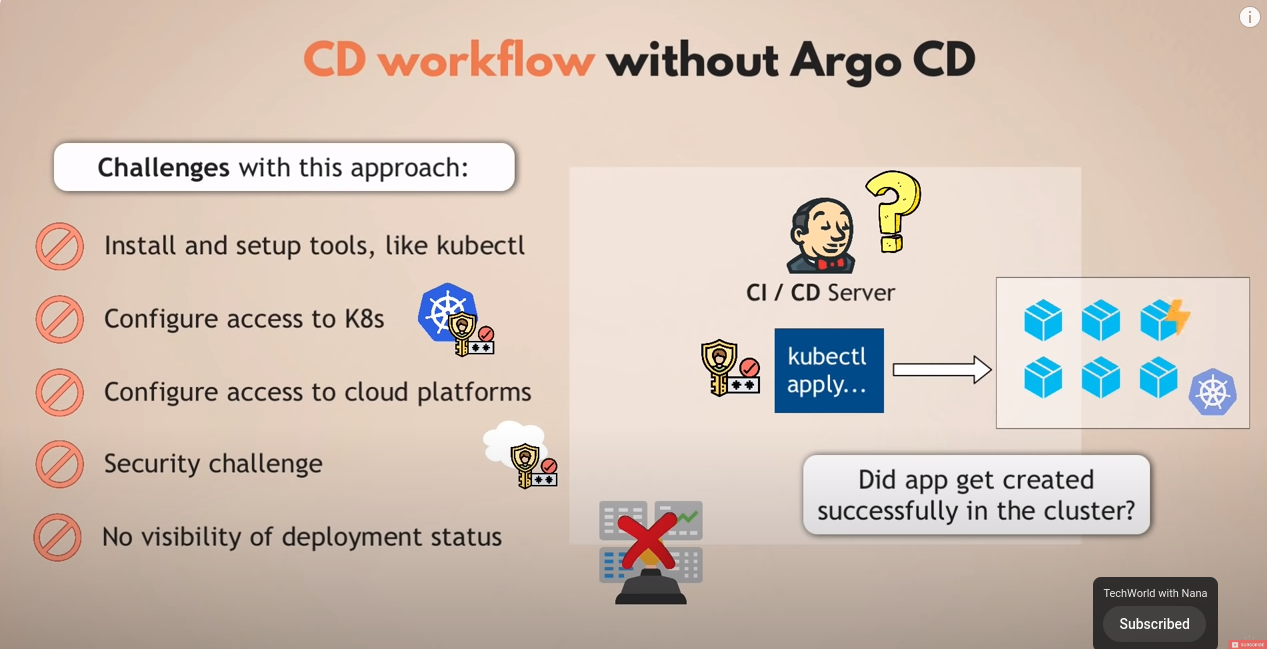 CD workflow without Argo CD
Challenges with this approach:
Install and setup tools, like kubectl
Configure access to K8s
Configure access to cloud platforms
Security challenge
No visibility of deployment status
CI / CD Server
kubectl
apply...
Did app get created
successfully in the cluster?
TechWorld with Nana
Subscribed